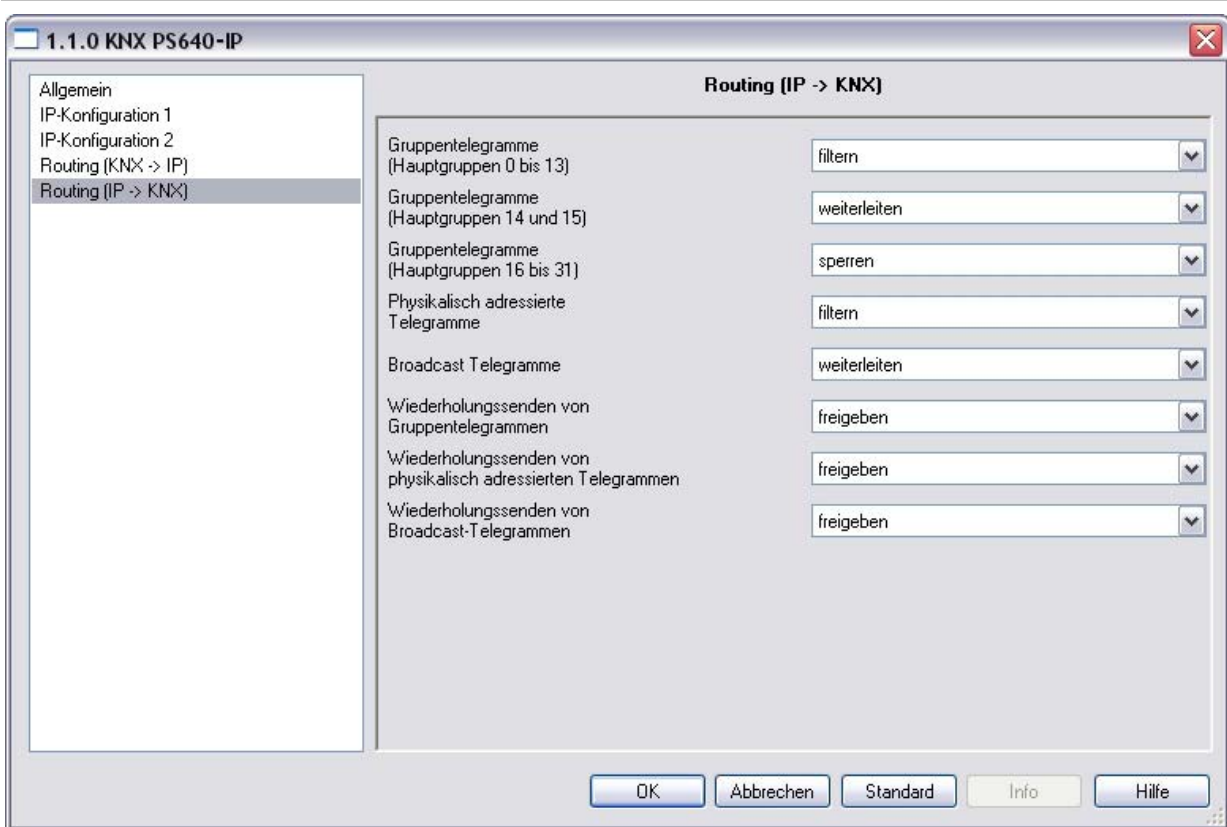 1.1.0 KNX PS640-IP
Allgemein
IP-Konfiguration 1
IP-Konfiguration 2
Routing (KNX -> IP)
Routing (IP -> KNX)
Routing (IP -> KNX)
Gruppentelegramme
(Hauptgruppen 0 bis 13)
filtern
Gruppentelegramme
(Hauptgruppen 14 und 15)
weiterleiten
Gruppentelegramme
(Hauptgruppen 16 bis 31)
sperren
Physikalisch adressierte
Telegramme
filtern
Broadcast Telegramme
weiterleiten
Wiederholungssenden von
Gruppentelegrammen
freigeben
Wiederholungssenden von
physikalisch adressierten Telegrammen
freigeben
Wiederholungssenden von
Broadcast-Telegrammen
freigeben
OK
Abbrechen
Standard
Info
Hilfe